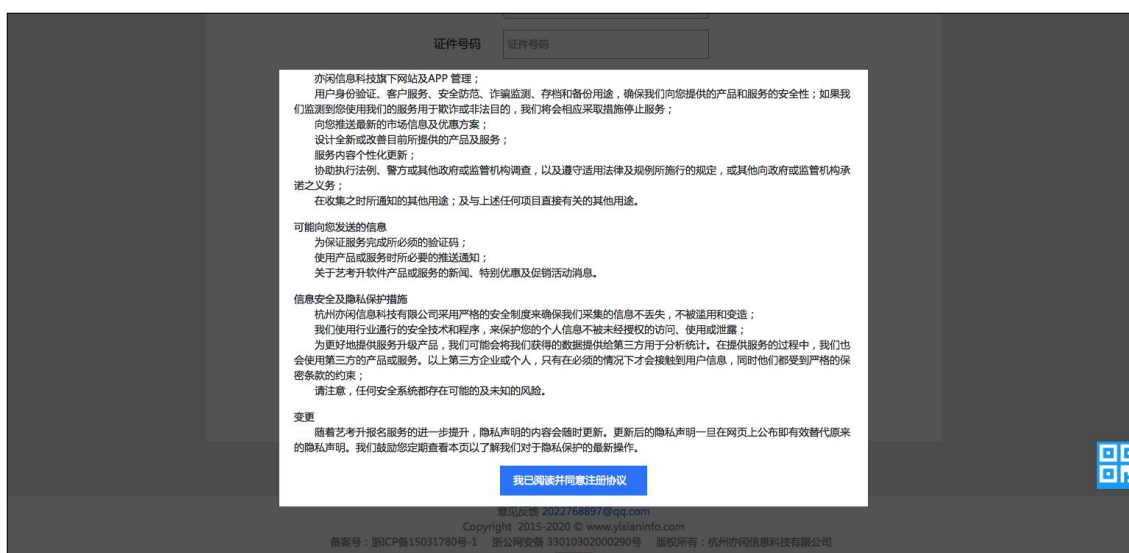 证件号码 证件号码
亦闲信息科技旗下网站及APP 管理；
用户身份验证、客户服务、安全防范、诈骗监测、存档和备份用途，确保我们向您提供的产品和服务的安全性；如果我
们监测到您使用我们的服务用于欺诈或非法目的，我们将会相应采取措施停止服务；
向您推送最新的市场信息及优惠方案；
设计全新或改善目前所提供的产品及服务；
服务内容个性化更新；
协助执行法例、警方或其他政府或监管机构调查，以及遵守适用法律及规例所施行的规定，或其他向政府或监管机构承
诺之义务；
在收集之时所通知的其他用途；及与上述任何项目直接有关的其他用途。
可能向您发送的信息
为保证服务完成所必须的验证码；
使用产品或服务时所必要的推送通知；
关于艺考升软件产品或服务的新闻、特别优惠及促销活动消息。
信息安全及隐私保护措施
杭州亦闲信息科技有限公司采用严格的安全制度来确保我们采集的信息不丢失，不被滥用和变造；
我们使用行业通行的安全技术和程序，来保护您的个人信息不被未经授权的访问、使用或泄露；
为更好地提供服务升级产品，我们可能会将我们获得的数据提供给第三方用于分析统计。在提供服务的过程中，我们也
会使用第三方的产品或服务。以上第三方企业或个人，只有在必须的情况下才会接触到用户信息，同时他们都受到严格的保
密条款的约束；
请注意，任何安全系统都存在可能的及未知的风险。
变更
随着艺考升报名服务的进一步提升，隐私声明的内容会随时更新。更新后的隐私声明一旦在网页上公布即有效替代原来
的隐私声明。我们鼓励您定期查看本页以了解我们对于隐私保护的最新操作。
我已阅读并同意注册协议
意见反馈 2022768897@qq.com
Copyright 2015-2020 © www.yixianinfo.com
备案号：浙ICP备15031780号-1 浙公网安备 33010302000290号 版权所有：杭州亦闲信息科技有限公司